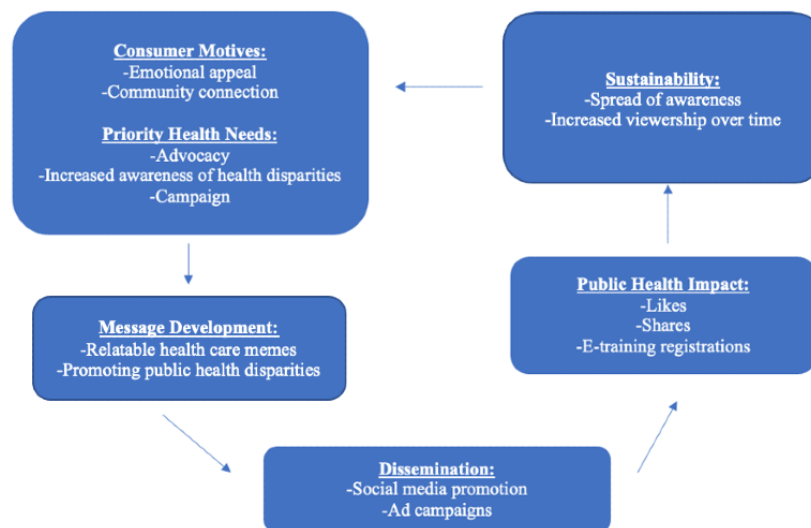 Consumer Motives:
-Emotional appeal
-Community connection
Priority Health Needs:
-Advocacy
-Increased awareness of health disparities
-Campaign
Message Development:
-Relatable health care memes
-Promoting public health disparities
Dissemination:
-Social media promotion
-Ad campaigns
Public Health Impact:
-Likes
-Shares
-E-training registrations
Sustainability:
-Spread of awareness
-Increased viewership over time